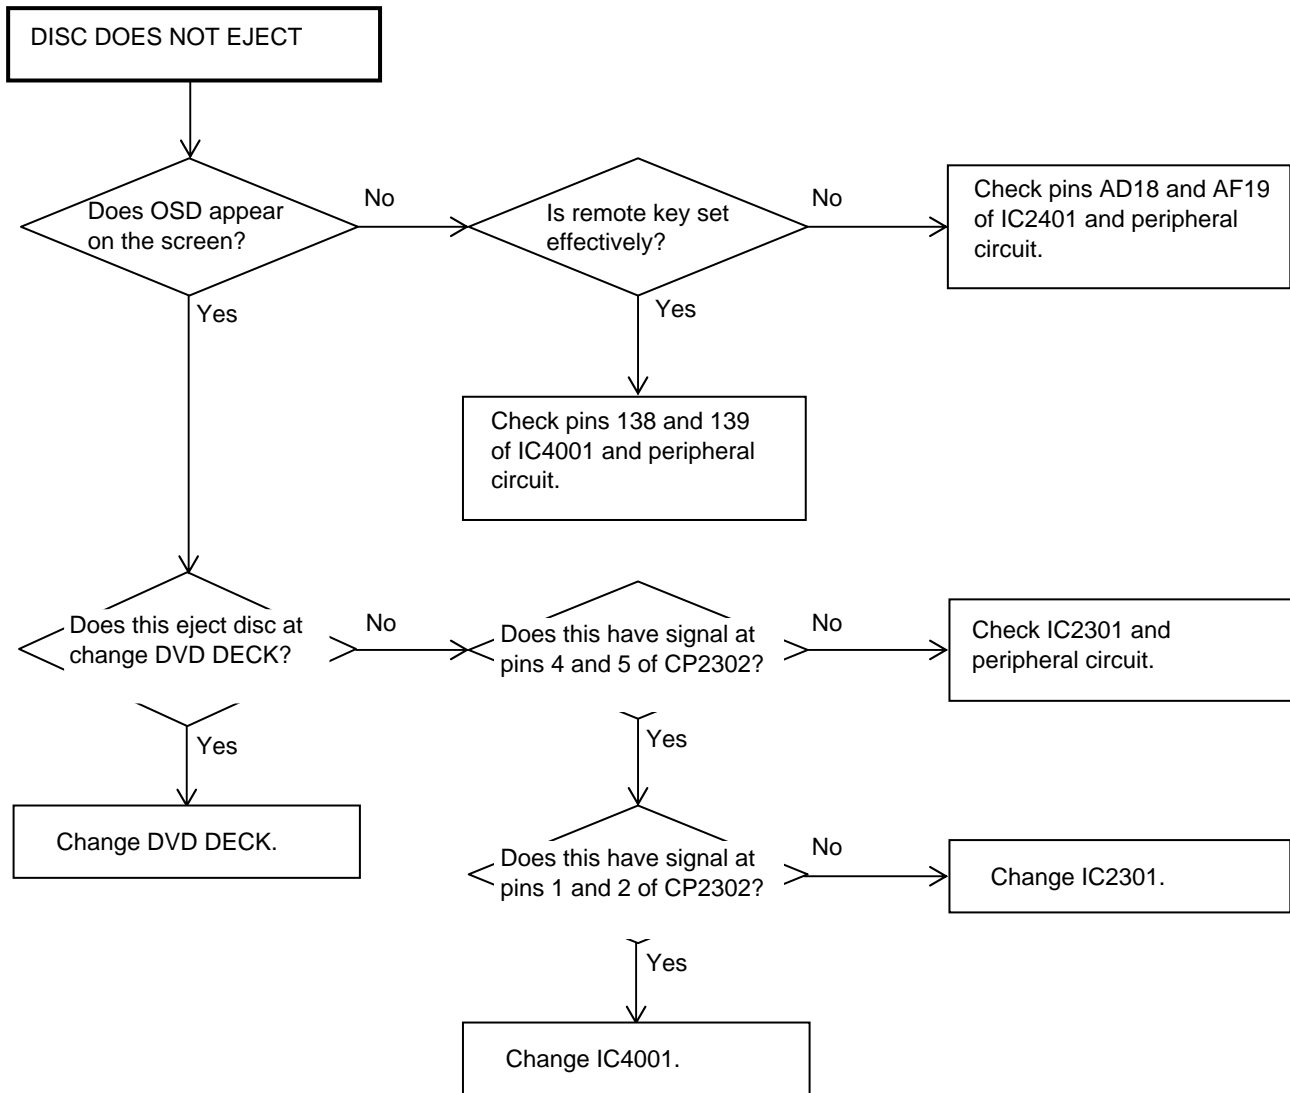 DISC DOES NOT EJECT
Does OSD appear
on the screen?
No
Is remote key set
effectively?
No
Check pins AD18 and AF19
of IC2401 and peripheral
circuit.
Yes
Yes
Check pins 138 and 139
of IC4001 and peripheral
circuit.
Does this eject disc at
change DVD DECK?
No
Does this have signal at
pins 4 and 5 of CP2302?
No
Check IC2301 and
peripheral circuit.
Yes
Yes
Change DVD DECK.
Does this have signal at
pins 1 and 2 of CP2302?
No
Change IC2301.
Yes
Change IC4001.